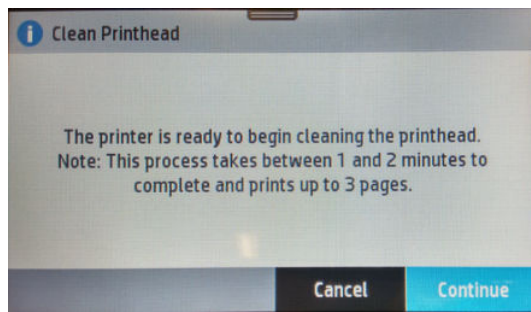 Clean Printhead
The printer is ready to begin cleaning the printhead.
Note: This process takes between 1 and 2 minutes to
complete and prints up to 3 pages.
Cancel
Continue